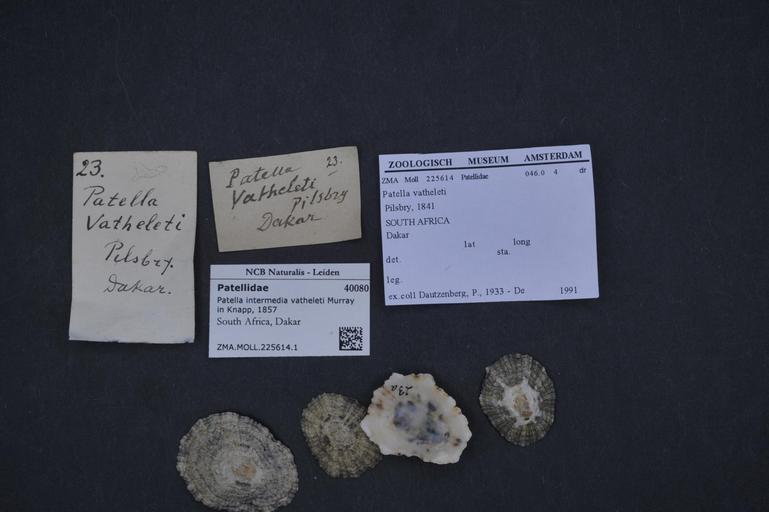 23.
Patella
Vatheleti
Pilsbry.
Dakar.
23.
Patella
Vatheleti
Pilsbry
Dakar
ZOOLOGISCH MUSEUM AMSTERDAM
ZMA Moll 225614 Patellidae 046.0 4 dr
Patella vatheleti
Pilsbry, 1841
SOUTH AFRICA
Dakar
lat long
det. sta.
leg.
ex.coll Dautzenberg, P., 1933 - De 1991
NCB Naturalis - Leiden
Patellidae 40080
Patella intermedia vatheleti Murray
in Knapp, 1857
South Africa, Dakar
ZMA.MOLL.225614.1
23a